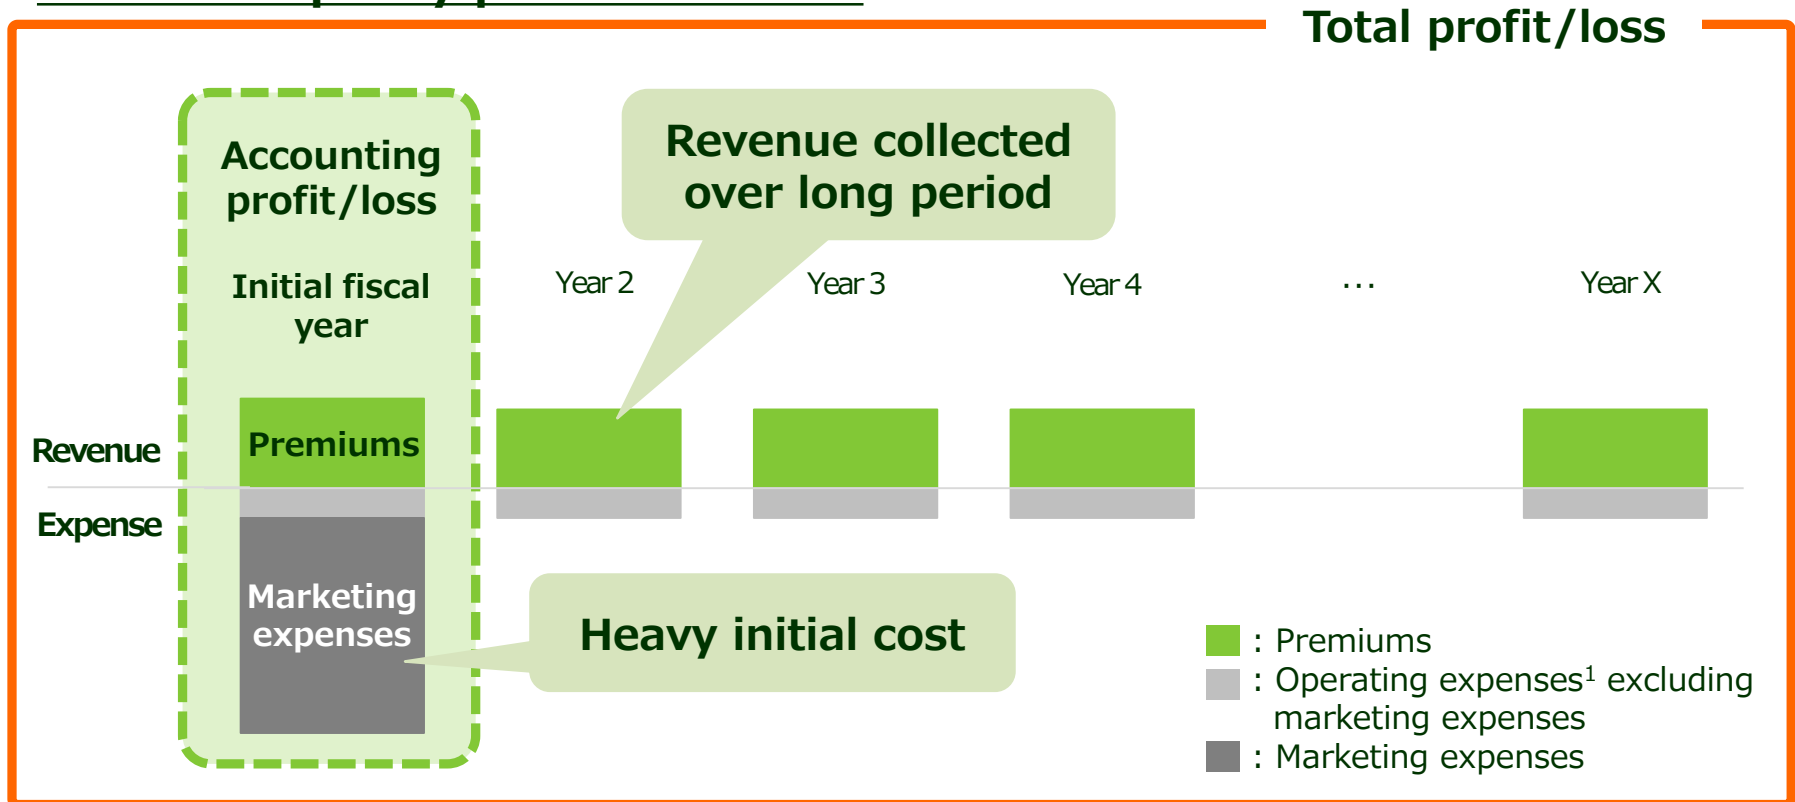 Total profit/loss
Accounting
profit/loss
Initial fiscal
year
Revenue collected
over long period
Year 2
Year 3
Year 4
...
Year X
Revenue
Premiums
Expense
Marketing
expenses
Heavy initial cost
: Premiums
: Operating expenses¹ excluding
marketing expenses
: Marketing expenses